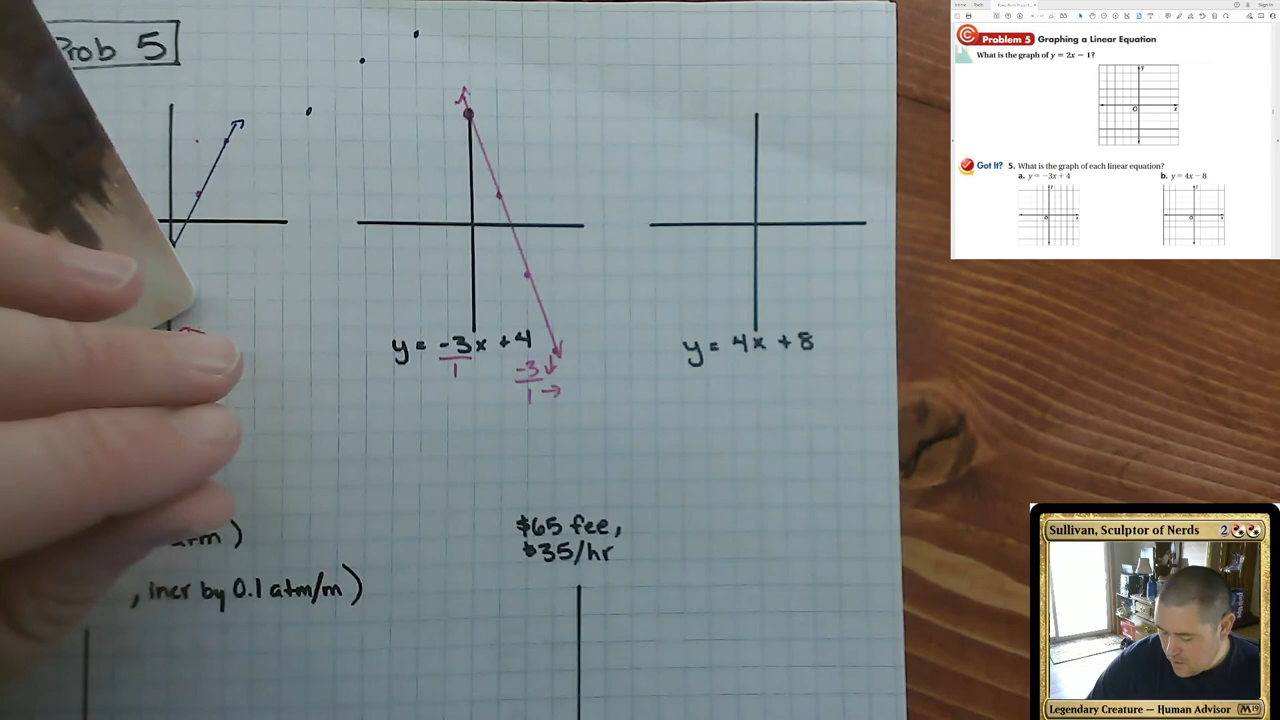 Prob 5
y = -3x + 4
1
-3
1
y = 4x + 8
$65 fee,
$35/hr
, incr by 0.1 atm/m)
Problem 5 Graphing a Linear Equation
What is the graph of y = 2x − 1?
y
O
x
Got It? 5. What is the graph of each linear equation?
a. y = −3x + 4
b. y = 4x − 8
Sullivan, Sculptor of Nerds 2
Legendary Creature — Human Advisor M19